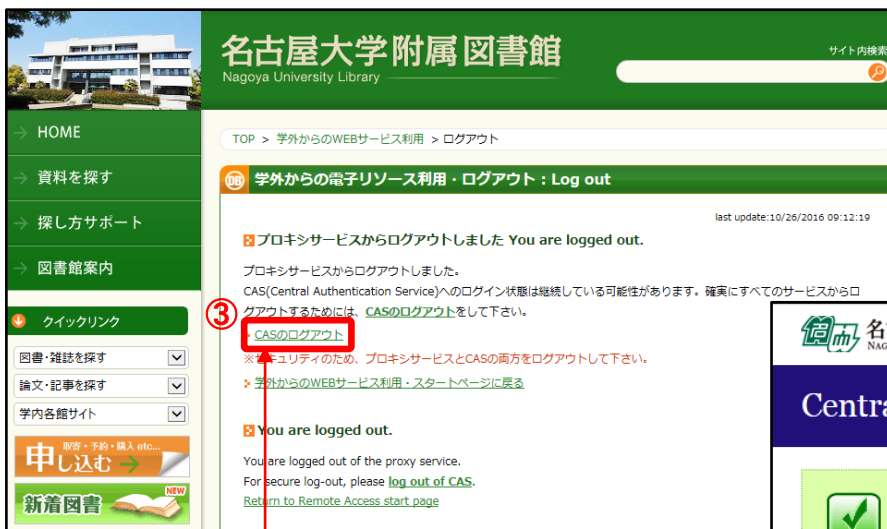 名古屋大学附属図書館
Nagoya University Library
サイト内検索
HOME
資料を探す
探し方サポート
図書館案内
クイックリンク
図書・雑誌を探す
論文・記事を探す
学内各館サイト
取寄・予約・購入 etc...
申し込む
新着図書
NEW
TOP > 学外からのWEBサービス利用 > ログアウト
DB 学外からの電子リソース利用・ログアウト：Log out
last update:10/26/2016 09:12:19
プロキシサービスからログアウトしました You are logged out.
プロキシサービスからログアウトしました。
CAS(Central Authentication Service)へのログイン状態は継続している可能性があります。確実にすべてのサービスからロ
グアウトするためには、CASのログアウトをして下さい。
③
CASのログアウト
※セキュリティのため、プロキシサービスとCASの両方をログアウトして下さい。
学外からのWEBサービス利用・スタートページに戻る
You are logged out.
You are logged out of the proxy service.
For secure log-out, please log out of CAS.
Return to Remote Access start page
名
NAG
Centra